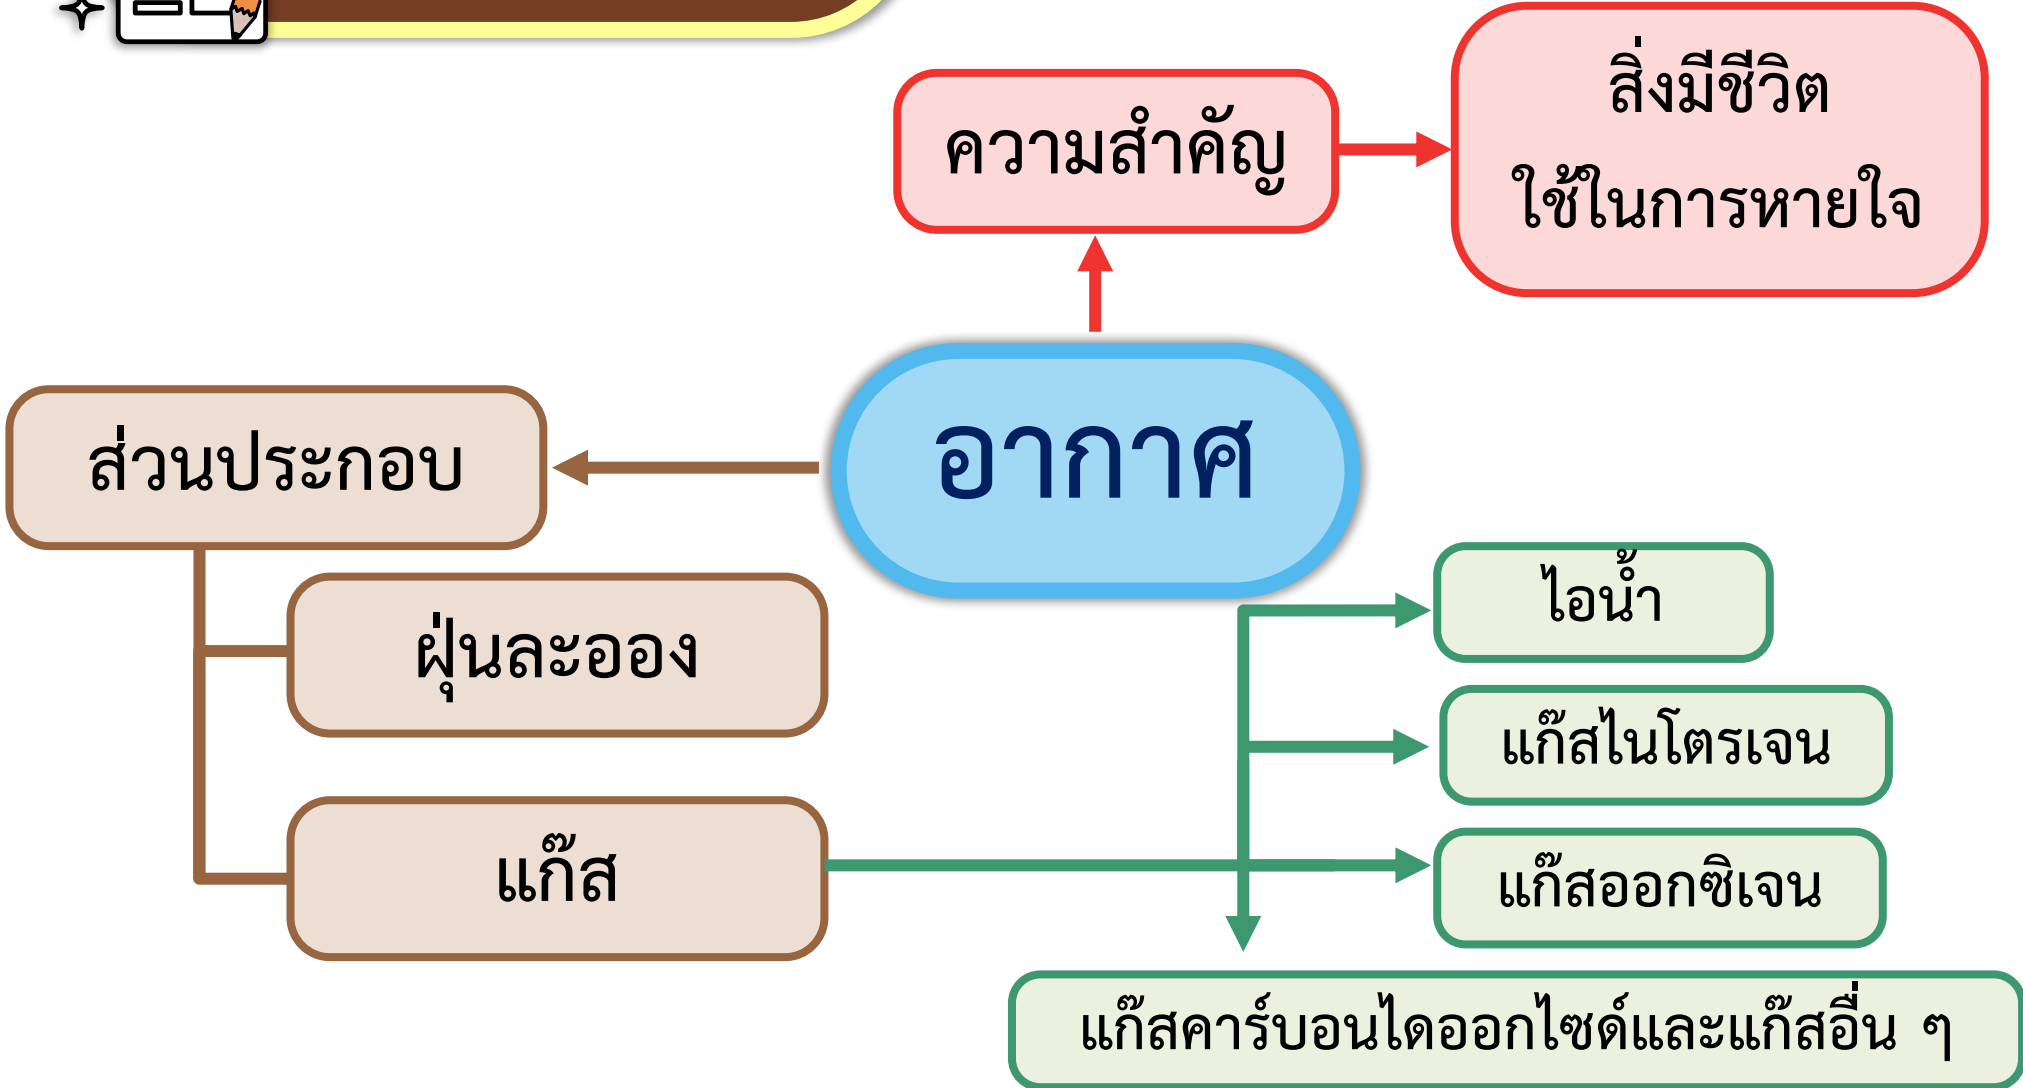 ความสำคัญ
สิ่งมีชีวิต
ใช้ในการหายใจ
อากาศ
ส่วนประกอบ
ฝุ่นละออง
แก๊ส
ไอน้ำ
แก๊สไนโตรเจน
แก๊สออกซิเจน
แก๊สคาร์บอนไดออกไซด์และแก๊สอื่น ๆ